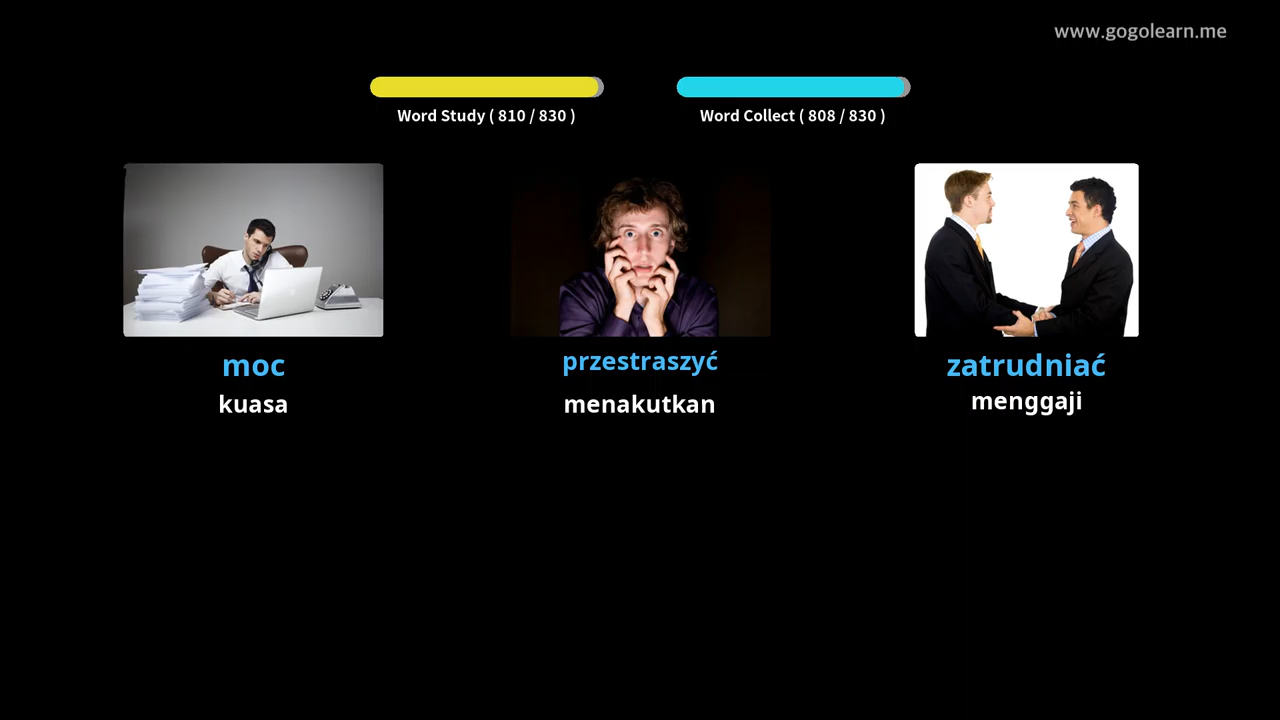 www.gogolearn.me
Word Study ( 810 / 830 )
Word Collect ( 808 / 830 )
moc
kuasa
przestraszyć
menakutkan
zatrudniać
menggaji